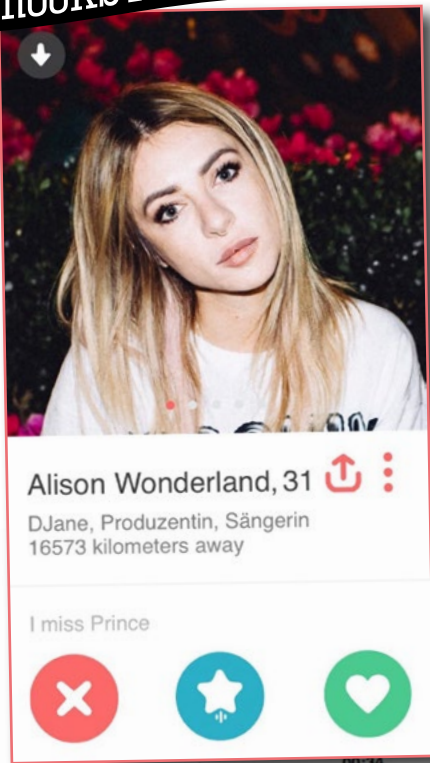 Alison Wonderland, 31
DJane, Produzentin, Sängerin
16573 kilometers away
I miss Prince